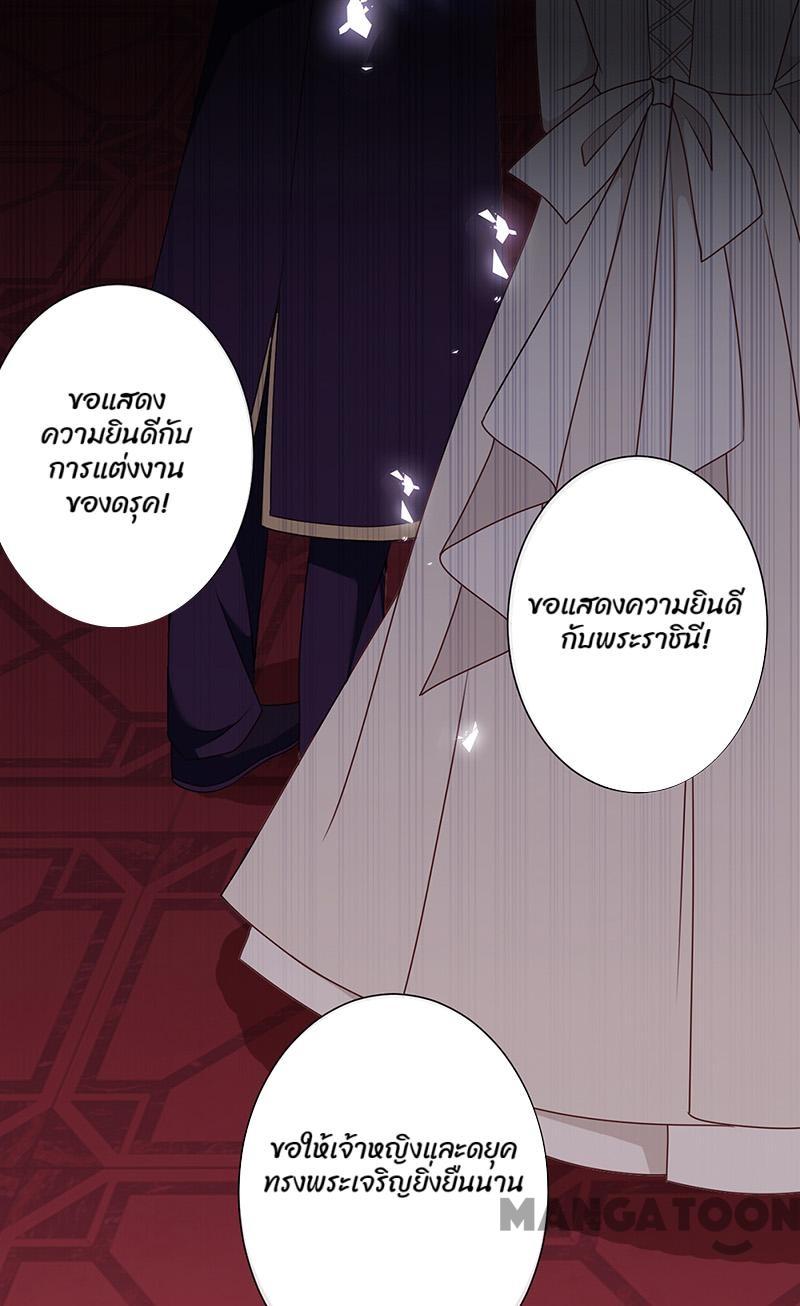 ขอแสดง
ความยินดีกับ
การแต่งงาน
ของดรุค!
ขอแสดงความยินดี
กับพระราชินี!
ขอให้เจ้าหญิงและดยุค
ทรงพระเจริญยิ่งยืนนาน
MANGATOON